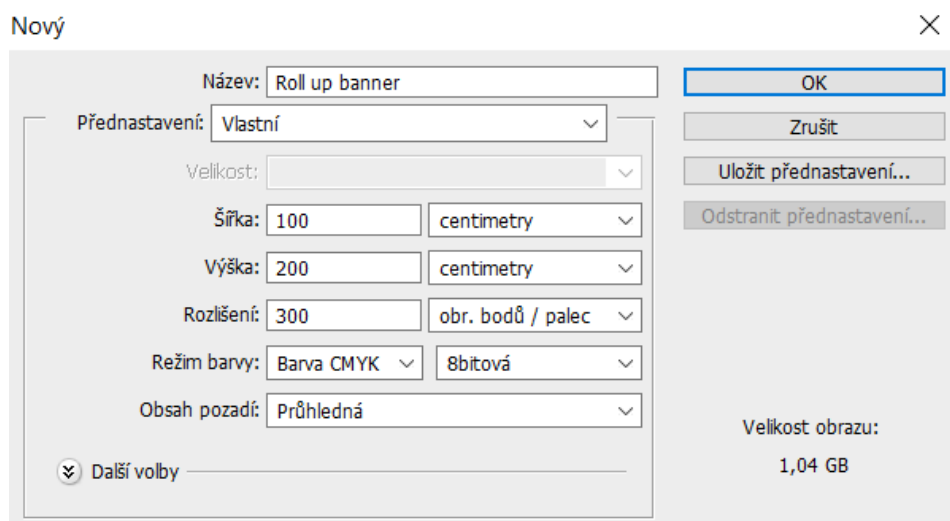 Nový
Název: Roll up banner
OK
Přednastavení: Vlastní
Zrušit
Velikost:
Uložit přednastavení...
Šířka: 100 centimetry
Odstranit přednastavení...
Výška: 200 centimetry
Rozlišení: 300 obr. bodů / palec
Režim barvy: Barva CMYK 8bitová
Obsah pozadí: Průhledná
Velikost obrazu:
1,04 GB
Další volby